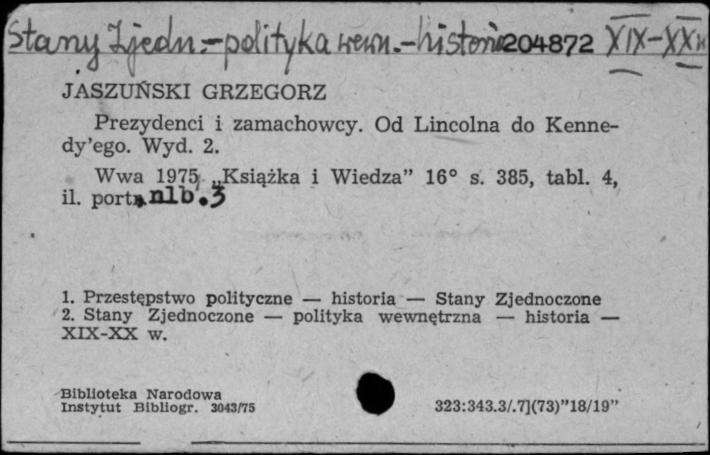 Stany Zjedn.-polityka wewn.-historia 204872 XIX-XX w
JASZUŃSKI GRZEGORZ
Prezydenci i zamachowcy. Od Lincolna do Kenne-
dy'ego. Wyd. 2.
Wwa 1975, „Książka i Wiedza” 16° s. 385, tabl. 4,
il. portr, nlb.3
1. Przestępstwo polityczne — historia — Stany Zjednoczone
2. Stany Zjednoczone — polityka wewnętrzna — historia —
XIX-XX w.
Biblioteka Narodowa
Instytut Bibliogr. 3043/75
323:343.3/.7](73)”18/19”